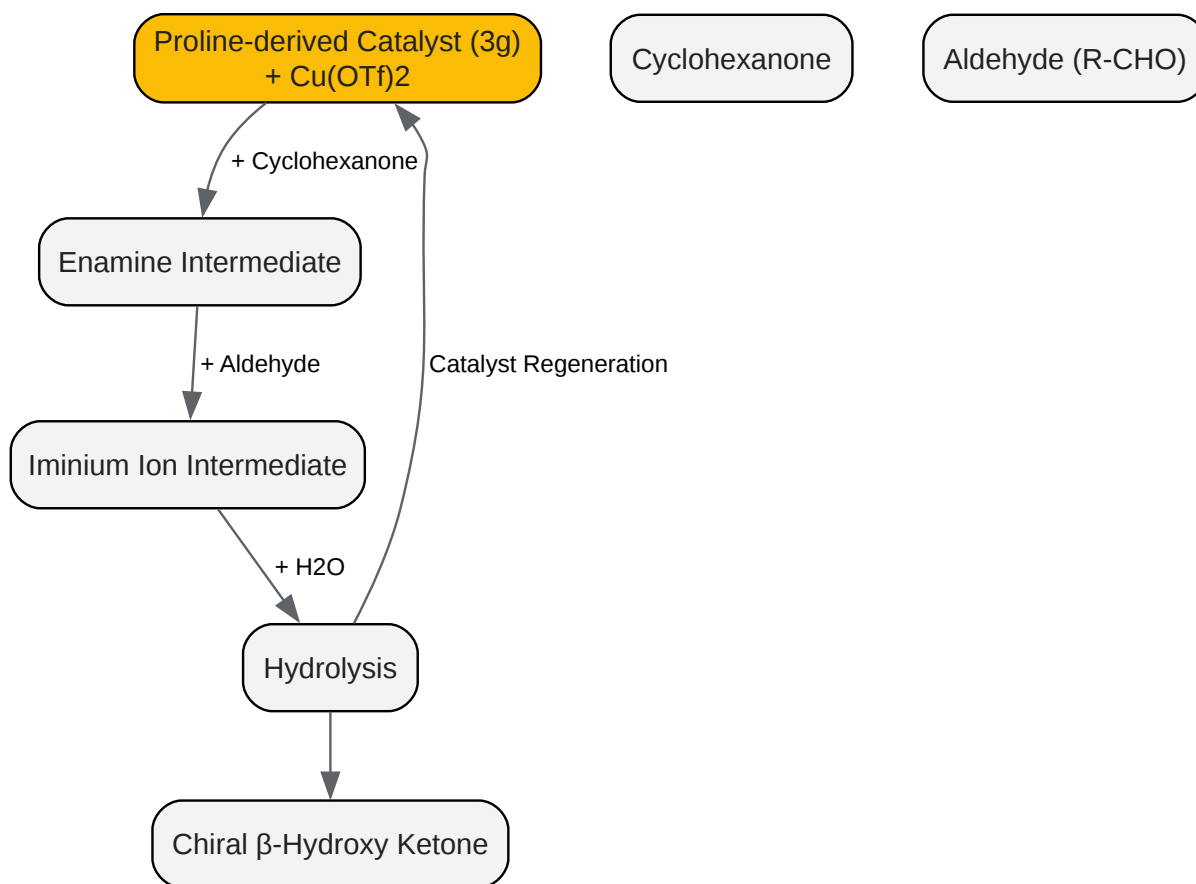 Proline-derived Catalyst (3g)
+ Cu(OTf)2
Cyclohexanone
Aldehyde (R-CHO)
+ Cyclohexanone
Enamine Intermediate
+ Aldehyde
Catalyst Regeneration
Iminium Ion Intermediate
+ H2O
Hydrolysis
Chiral β-Hydroxy Ketone